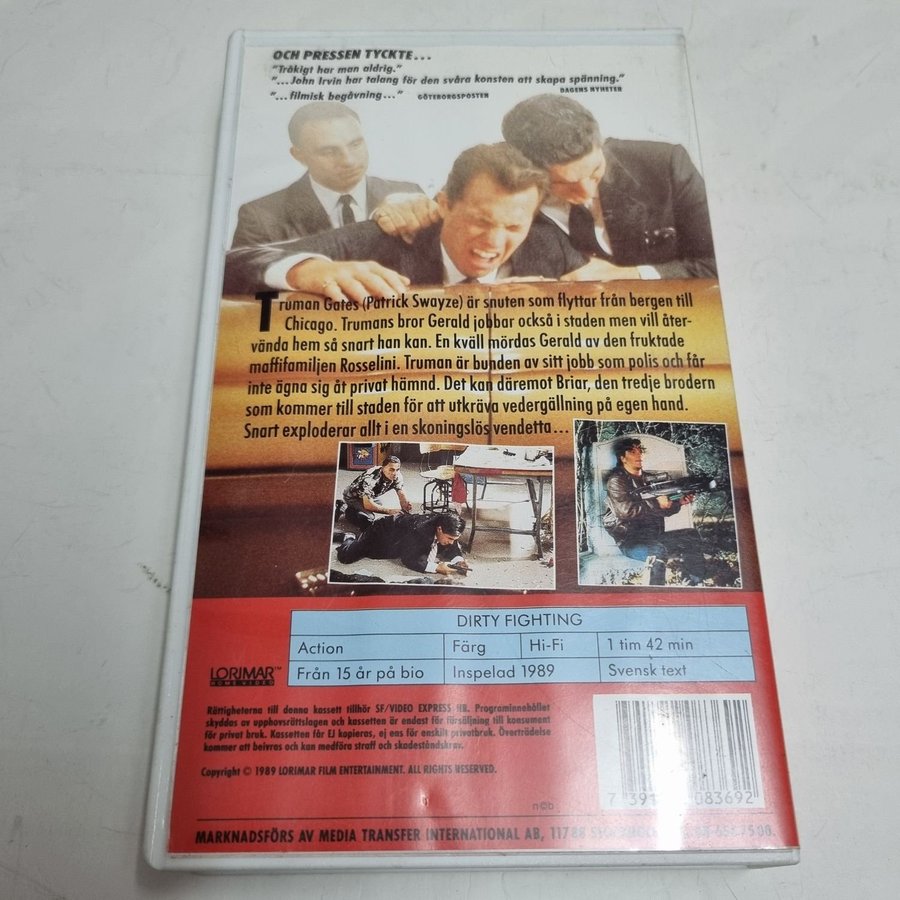 OCH PRESSEN TYCKTE...
"Tråkigt har man aldrig."
"...John Irvin har talang för den svåra konsten att skapa spänning."
DAGENS NYHETER
"...filmisk begåvning..." GÖTEBORGSPOSTEN
Truman Gates (Patrick Swayze) är snuten som flyttar från bergen till
Chicago. Trumans bror Gerald jobbar också i staden men vill åter-
vända hem så snart han kan. En kväll mördas Gerald av den fruktade
maffifamiljen Rosselini. Truman är bunden av sitt jobb som polis och får
inte ägna sig åt privat hämnd. Det kan däremot Briar, den tredje brodern
som kommer till staden för att utkräva vedergällning på egen hand.
Snart exploderar allt i en skoningslös vendetta...
DIRTY FIGHTING
Action Färg Hi-Fi 1 tim 42 min
Från 15 år på bio Inspelad 1989 Svensk text
LORIMAR™
HOME VIDEO
Rättigheterna till denna kassett tillhör SF/VIDEO EXPRESS HB. Programinnehållet
skyddas av upphovsrättslagen och kassetten är endast för försäljning till konsument
för privat bruk. Kassetten får EJ kopieras, ej ens för enskilt privatbruk. Överträdelse
kommer att beivras och kan medföra straff och skadeståndskrav.
Copyright © 1989 LORIMAR FILM ENTERTAINMENT. ALL RIGHTS RESERVED.
n©b
083692
MARKNADSFÖRS AV MEDIA TRANSFER INTERNATIONAL AB, 117 88 STOCKHOLM